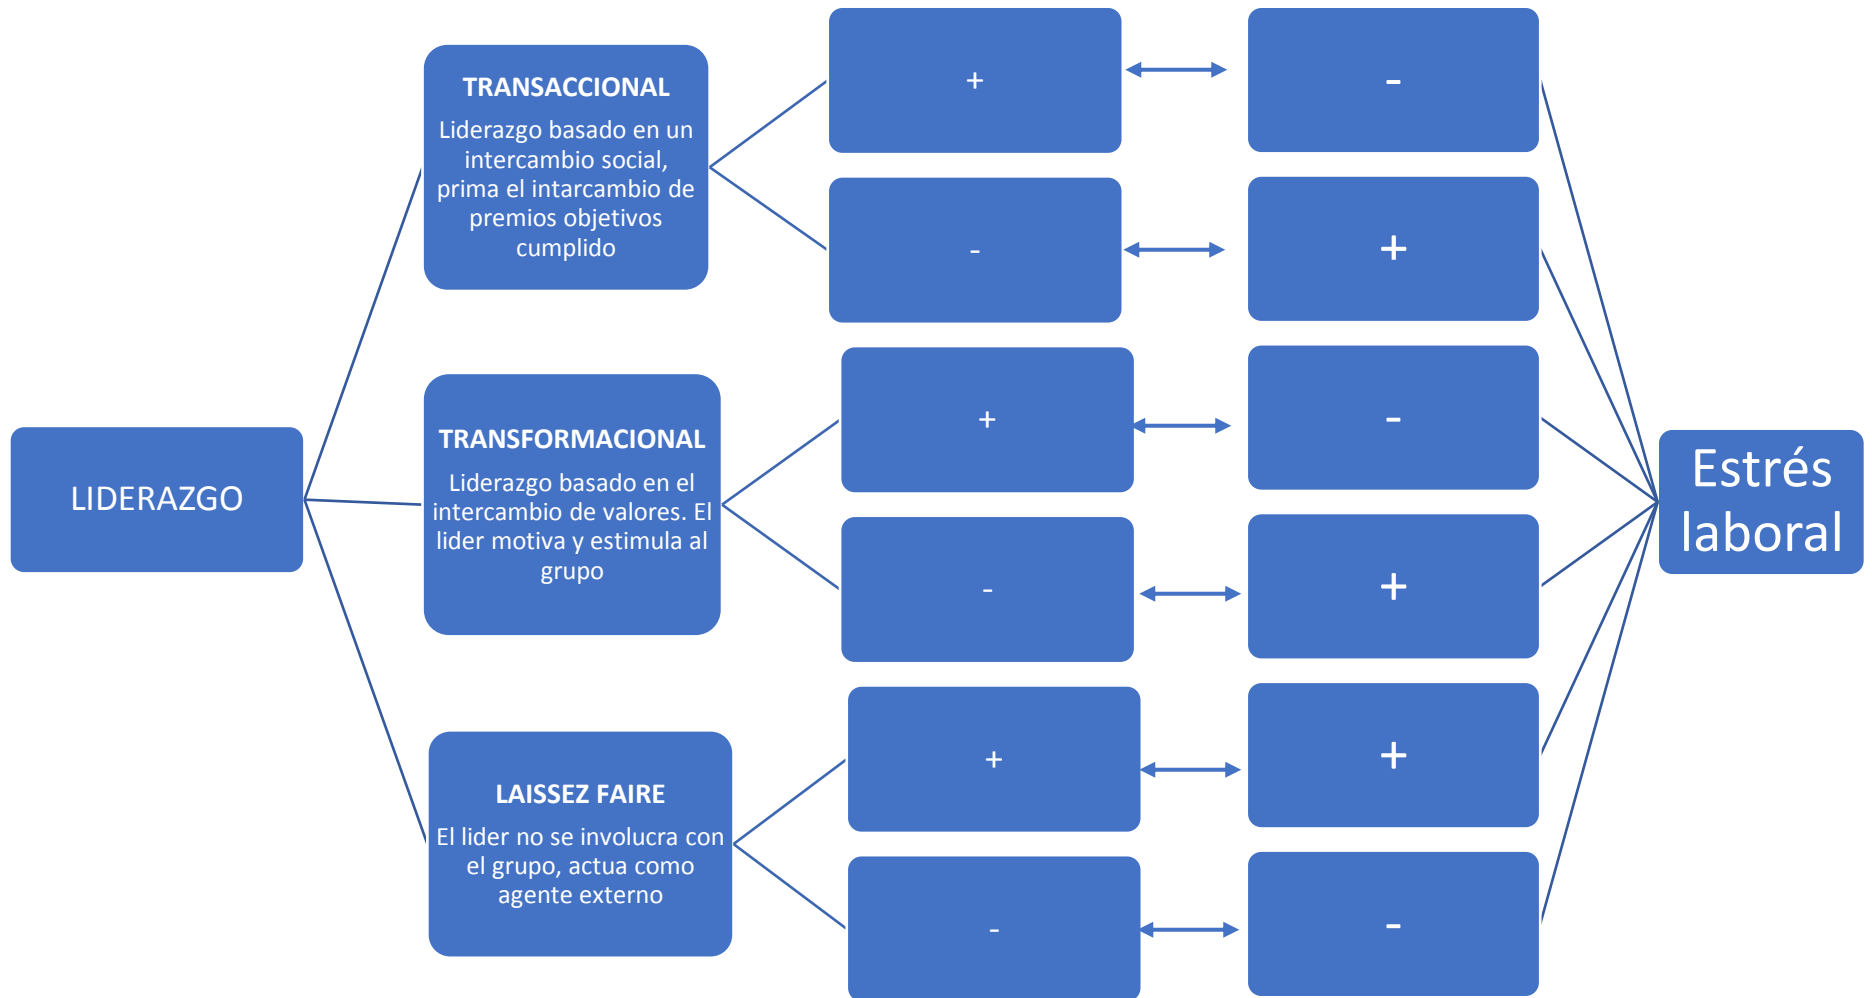 LIDERAZGO
TRANSACCIONAL
Liderazgo basado en un
intercambio social,
prima el intarcambio de
premios objetivos
cumplido
+
-
-
+
TRANSFORMACIONAL
Liderazgo basado en el
intercambio de valores. El
lider motiva y estimula al
grupo
+
-
-
+
LAISSEZ FAIRE
El lider no se involucra con
el grupo, actua como
agente externo
+
+
-
-
Estrés
laboral